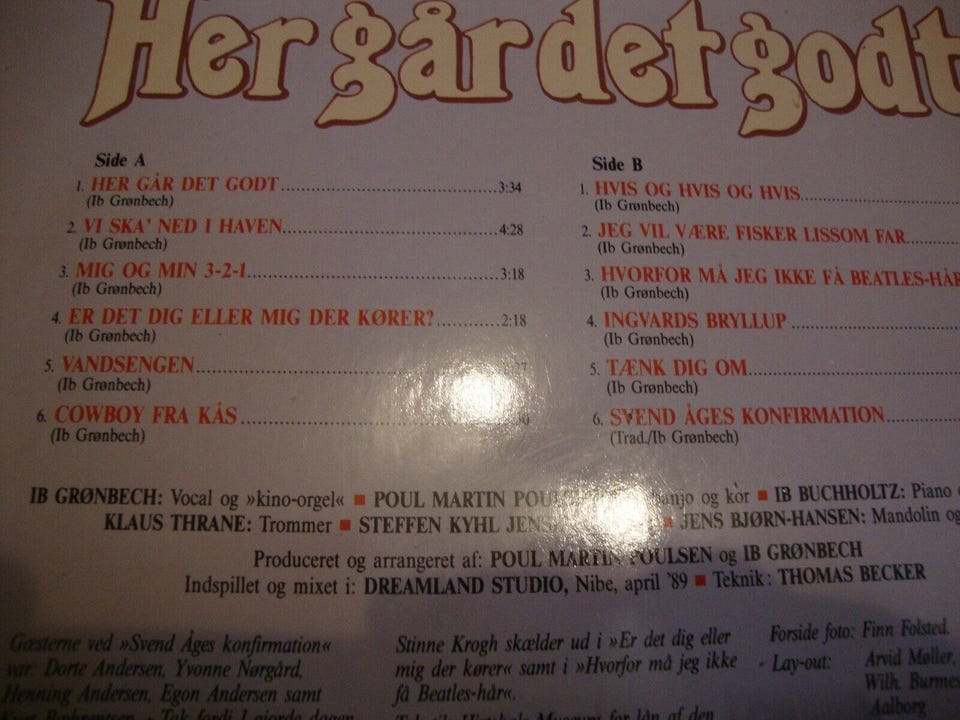 Her går det godt
Side A
1. HER GÅR DET GODT........3:34
(Ib Grønbech)
2. VI SKA' NED I HAVEN........4:28
(Ib Grønbech)
3. MIG OG MIN 3-2-1........3:18
(Ib Grønbech)
4. ER DET DIG ELLER MIG DER KØRER?........2:18
(Ib Grønbech)
5. VANDSENGEN........
(Ib Grønbech)
6. COWBOY FRA KÅS........
(Ib Grønbech)
Side B
1. HVIS OG HVIS OG HVIS........
(Ib Grønbech)
2. JEG VIL VÆRE FISKER LISSOM FAR........
(Ib Grønbech)
3. HVORFOR MÅ JEG IKKE FÅ BEATLES-HÅR
(Ib Grønbech)
4. INGVARDS BRYLLUP........
(Ib Grønbech)
5. TÆNK DIG OM........
(Ib Grønbech)
6. SVEND ÅGES KONFIRMATION........
(Trad./Ib Grønbech)
IB GRØNBECH: Vocal og »kino-orgel« ■ POUL MARTIN og kor ■ IB BUCHHOLTZ: Piano
KLAUS THRANE: Trommer ■ STEFFEN KYHL ■ JENS BJØRN-HANSEN: Mandolin og
Produceret og arrangeret af: POUL MARTIN POULSEN og IB GRØNBECH
Indspillet og mixet i: DREAMLAND STUDIO, Nibe, april '89 ■ Teknik: THOMAS BECKER
Gæsterne ved »Svend Åges konfirmation«
var: Dorte Andersen, Yvonne Nørgård,
Henning Andersen, Egon Andersen samt
Stinne Krogh skælder ud i »Er det dig eller
mig der kører« samt i »Hvorfor må jeg ikke
få Beatles-hår«.
Forside foto: Finn Folsted.
Lay-out: Arvid Møller,
Wilh. Burmes
Aalborg